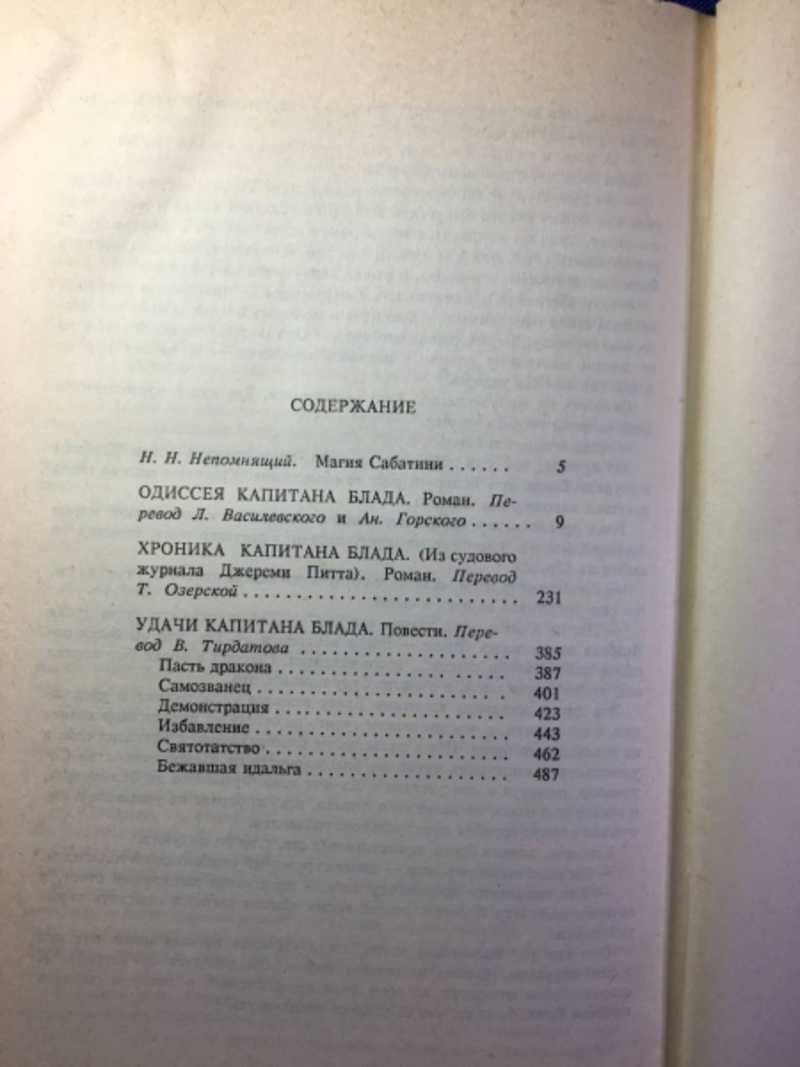 СОДЕРЖАНИЕ
Н. Н. Непомнящий. Магия Сабатини . . . . . . 5
ОДИССЕЯ КАПИТАНА БЛАДА. Роман. Пе-
ревод Л. Василевского и Ан. Горского . . . . . . 9
ХРОНИКА КАПИТАНА БЛАДА. (Из судового
журнала Джереми Питта). Роман. Перевод
Т. Озерской . . . . . . . . . . . . . . . . . . . . . 231
УДАЧИ КАПИТАНА БЛАДА. Повести. Пере-
вод В. Тирдатова . . . . . . . . . . . . . . . . . . 385
Пасть дракона . . . . . . . . . . . . . . . . . . 387
Самозванец . . . . . . . . . . . . . . . . . . . 401
Демонстрация . . . . . . . . . . . . . . . . . . 423
Избавление . . . . . . . . . . . . . . . . . . . 443
Святотатство . . . . . . . . . . . . . . . . . . . 462
Бежавшая идальга . . . . . . . . . . . . . . . . 487